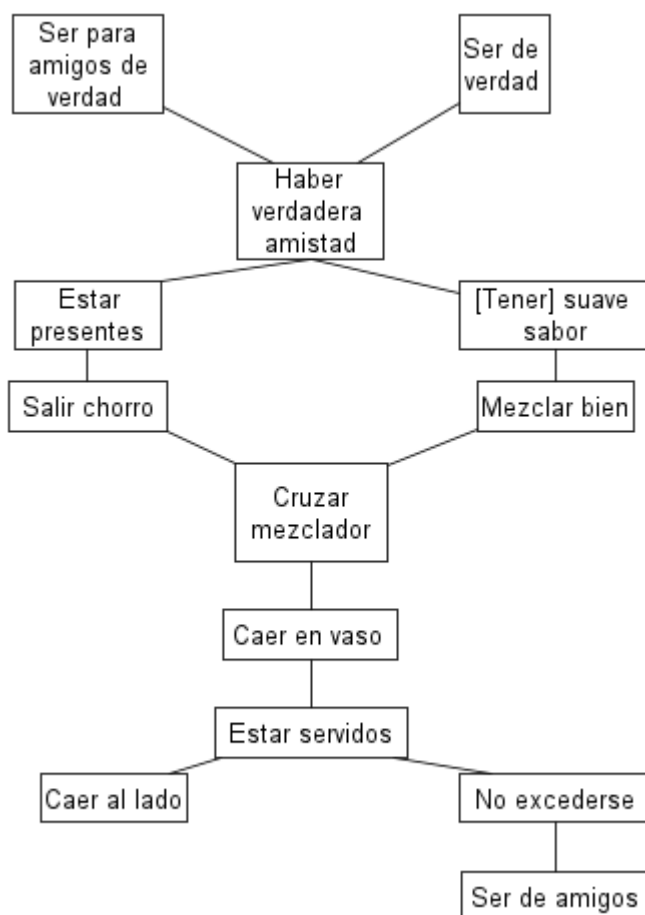 Ser para
amigos de
verdad
Ser de
verdad
Haber
verdadera
amistad
Estar
presentes
[Tener] suave
sabor
Salir chorro
Mezclar bien
Cruzar
mezclador
Caer en vaso
Estar servidos
Caer al lado
No excederse
Ser de amigos